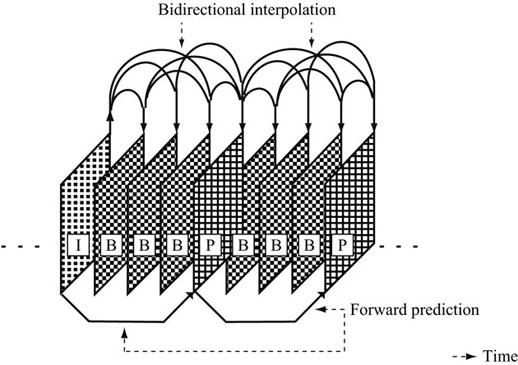 Bidirectional interpolation
I B B B P B B B P
Forward prediction
Time